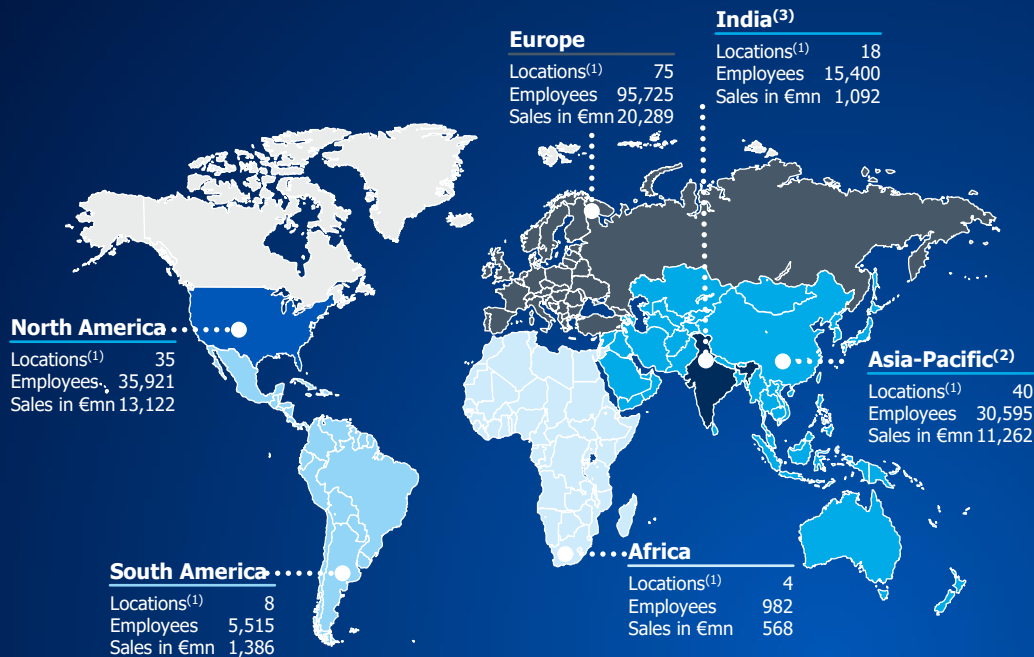 India(3)
Locations(1) 18
Employees 15,400
Sales in €mn 1,092
Europe
Locations(1) 75
Employees 95,725
Sales in €mn 20,289
North America
Locations(1) 35
Employees 35,921
Sales in €mn 13,122
Asia-Pacific(2)
Locations(1) 40
Employees 30,595
Sales in €mn 11,262
South America
Locations(1) 8
Employees 5,515
Sales in €mn 1,386
Africa
Locations(1) 4
Employees 982
Sales in €mn 568